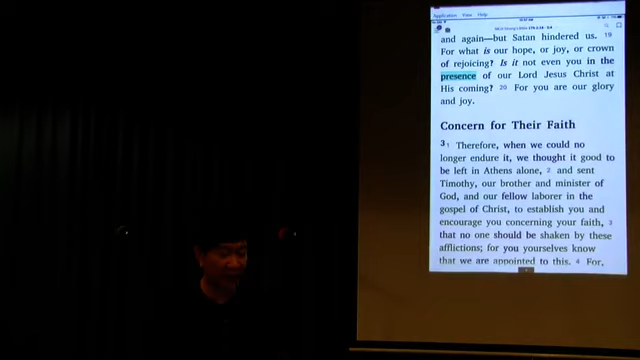 Application View Help
and again—but Satan hindered us. 19
For what is our hope, or joy, or crown
of rejoicing? Is it not even you in the
presence of our Lord Jesus Christ at
His coming? 20 For you are our glory
and joy.
Concern for Their Faith
3 1 Therefore, when we could no
longer endure it, we thought it good to
be left in Athens alone, 2 and sent
Timothy, our brother and minister of
God, and our fellow laborer in the
gospel of Christ, to establish you and
encourage you concerning your faith, 3
that no one should be shaken by these
afflictions; for you yourselves know
that we are appointed to this. 4 For,